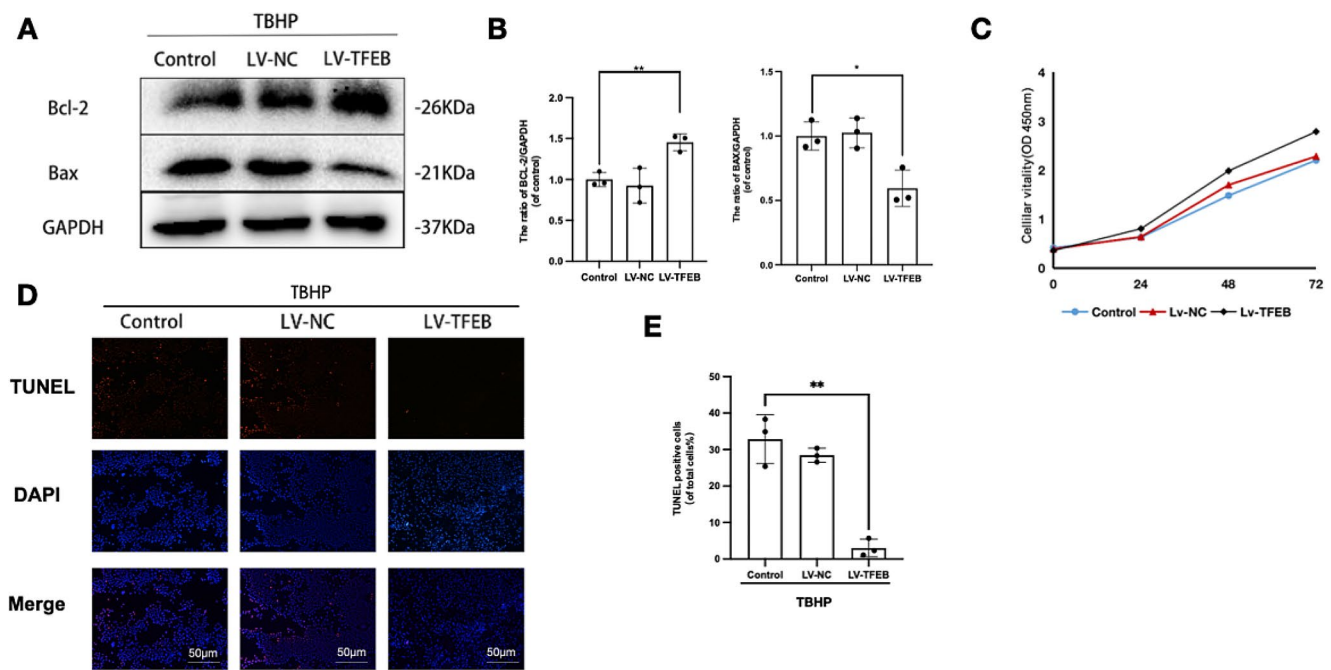 A
TBHP
Control LV-NC LV-TFEB
Bcl-2 -26KDa
Bax -21KDa
GAPDH -37KDa
B
The ratio of BCL-2/GAPDH
(of control)
2.0
1.5
1.0
0.5
0.0
**
Control LV-NC LV-TFEB
The ratio of BAX/GAPDH
(of control)
1.5
1.0
0.5
0.0
*
Control LV-NC LV-TFEB
C
Cellilar vitality(OD 450nm)
4
3
2
1
0
0 24 48 72
Control Lv-NC Lv-TFEB
D
TBHP
Control LV-NC LV-TFEB
TUNEL
DAPI
Merge
50μm 50μm 50μm
E
TUNEL positive cells
(of total cells%)
50
40
30
20
10
0
**
Control LV-NC LV-TFEB
TBHP